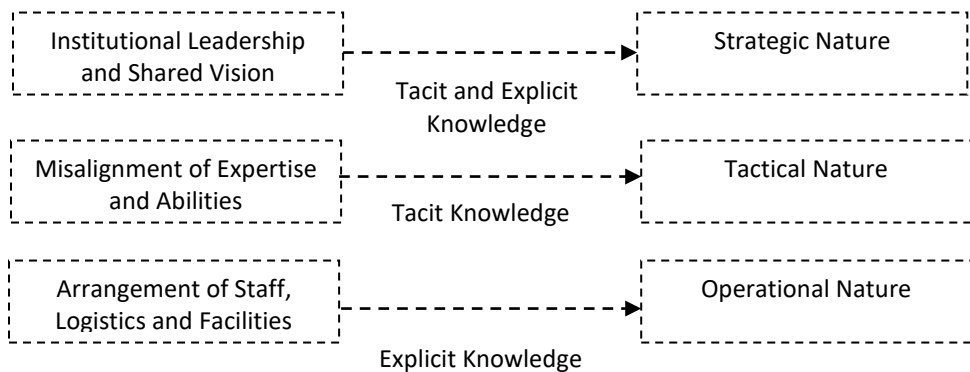 Institutional Leadership
and Shared Vision
Strategic Nature
Tacit and Explicit
Knowledge
Misalignment of Expertise
and Abilities
Tactical Nature
Tacit Knowledge
Arrangement of Staff,
Logistics and Facilities
Operational Nature
Explicit Knowledge